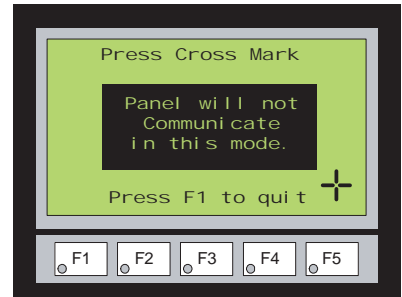 Press Cross Mark
Panel will not
Communicate
in this mode.
Press F1 to quit
F1 F2 F3 F4 F5